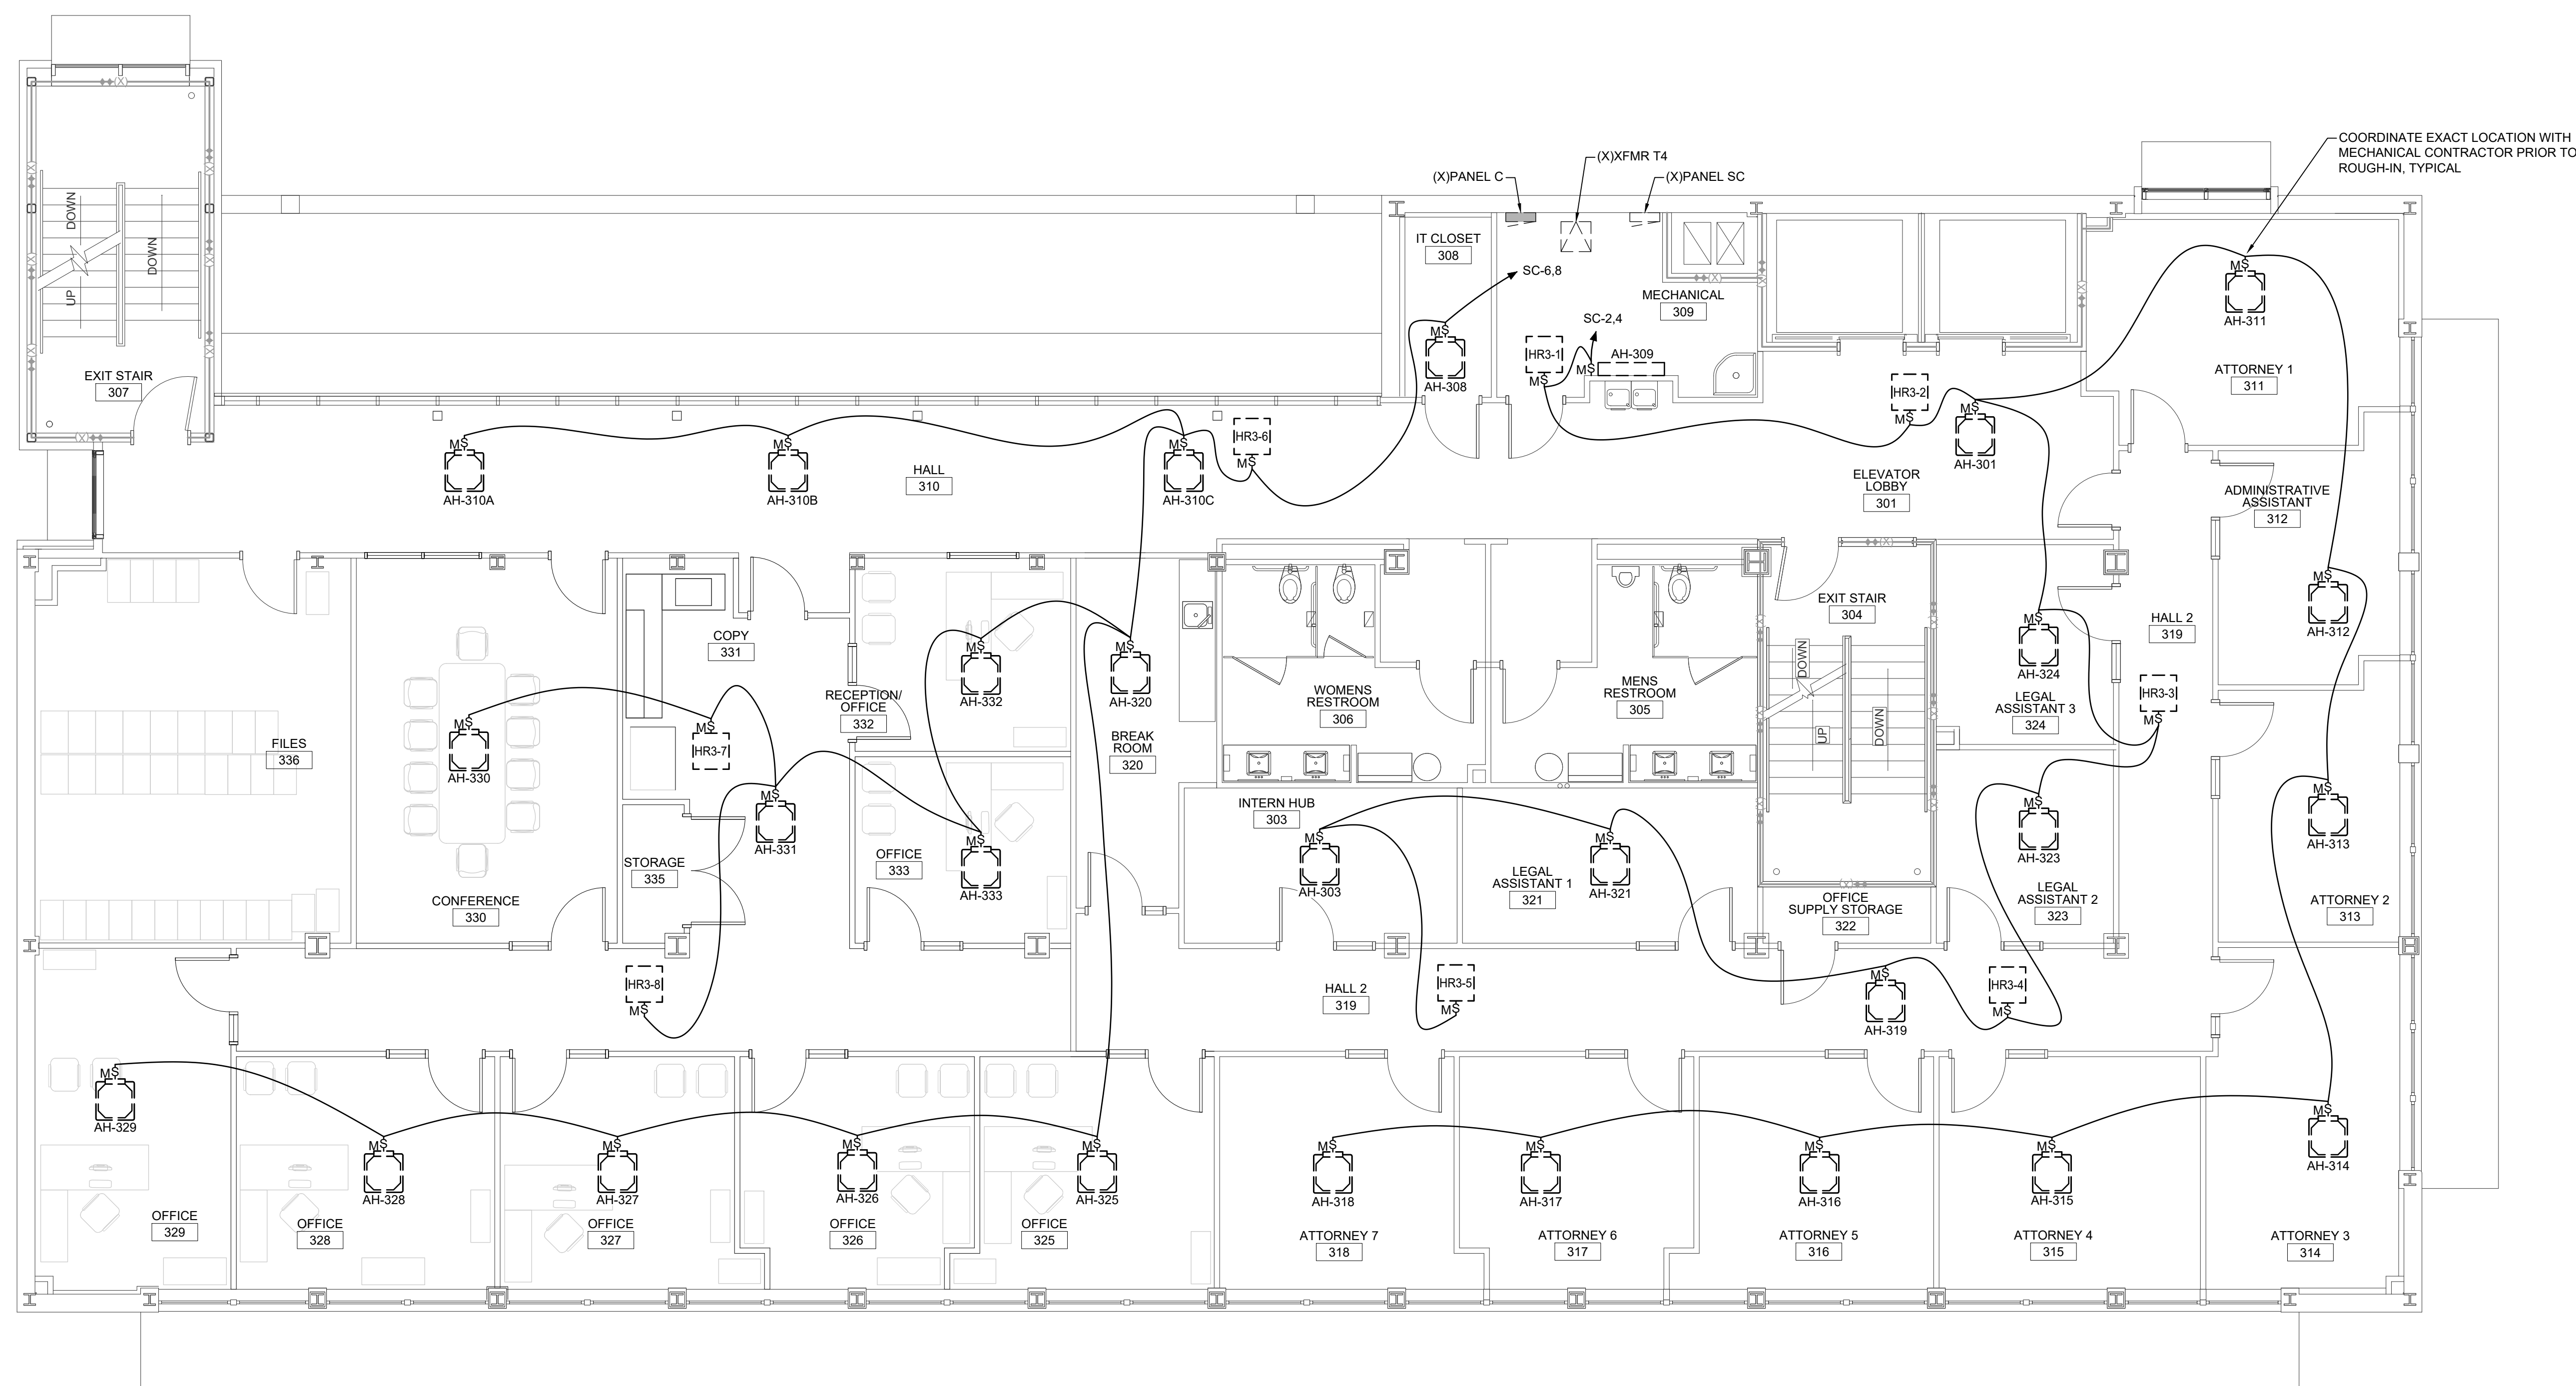 COORDINATE EXACT LOCATION WITH
MECHANICAL CONTRACTOR PRIOR TO
ROUGH-IN, TYPICAL
(X)XFMR T4
(X)PANEL C
(X)PANEL SC
DOWN
DOWN
UP
EXIT STAIR
307
IT CLOSET
308
SC-6,8
MECHANICAL
309
SC-2,4
M$
AH-308
HR3-1
M$
M$
AH-309
HR3-2
M$
M$
AH-301
M$
AH-311
ATTORNEY 1
311
M$
AH-310A
M$
AH-310B
HALL
310
M$
AH-310C
HR3-6
M$
ELEVATOR
LOBBY
301
ADMINISTRATIVE
ASSISTANT
312
M$
AH-312
EXIT STAIR
304
DOWN
UP
DOWN
M$
AH-324
LEGAL
ASSISTANT 3
324
HALL 2
319
HR3-3
M$
COPY
331
M$
HR3-7
RECEPTION/
OFFICE
332
M$
AH-332
M$
AH-320
BREAK
ROOM
320
WOMENS
RESTROOM
306
MENS
RESTROOM
305
FILES
336
M$
AH-330
CONFERENCE
330
STORAGE
335
M$
AH-331
OFFICE
333
M$
AH-333
INTERN HUB
303
M$
AH-303
LEGAL
ASSISTANT 1
321
M$
AH-321
OFFICE
SUPPLY STORAGE
322
M$
AH-323
LEGAL
ASSISTANT 2
323
M$
AH-313
ATTORNEY 2
313
HR3-8
M$
HALL 2
319
HR3-5
M$
M$
AH-319
HR3-4
M$
M$
AH-329
OFFICE
329
M$
AH-328
OFFICE
328
M$
AH-327
OFFICE
327
M$
AH-326
OFFICE
326
M$
AH-325
OFFICE
325
M$
AH-318
ATTORNEY 7
318
M$
AH-317
ATTORNEY 6
317
M$
AH-316
ATTORNEY 5
316
M$
AH-315
ATTORNEY 4
315
M$
AH-314
ATTORNEY 3
314